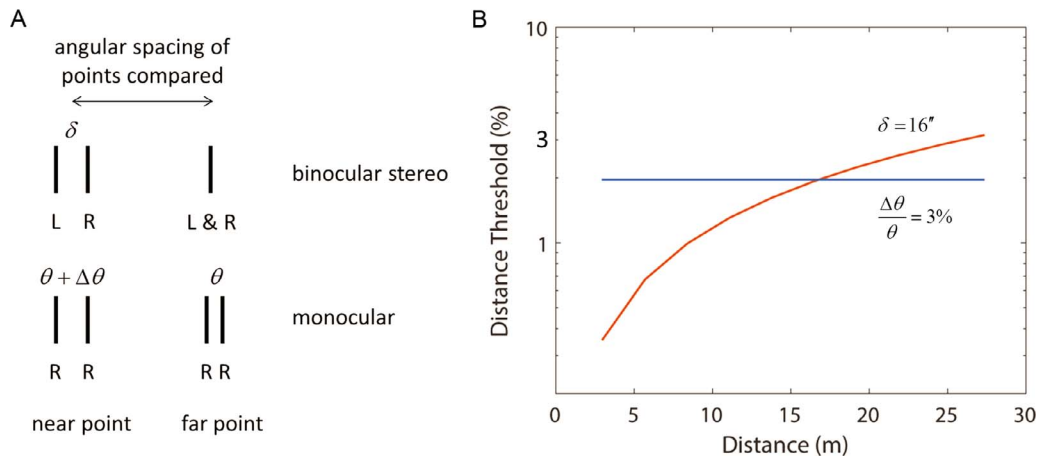 A
angular spacing of
points compared
δ
binocular stereo
L R L & R
θ + Δθ θ
monocular
R R R R
near point far point
B
10
3
1
Distance Threshold (%)
δ = 16″
Δθ
θ
= 3%
0 5 10 15 20 25 30
Distance (m)